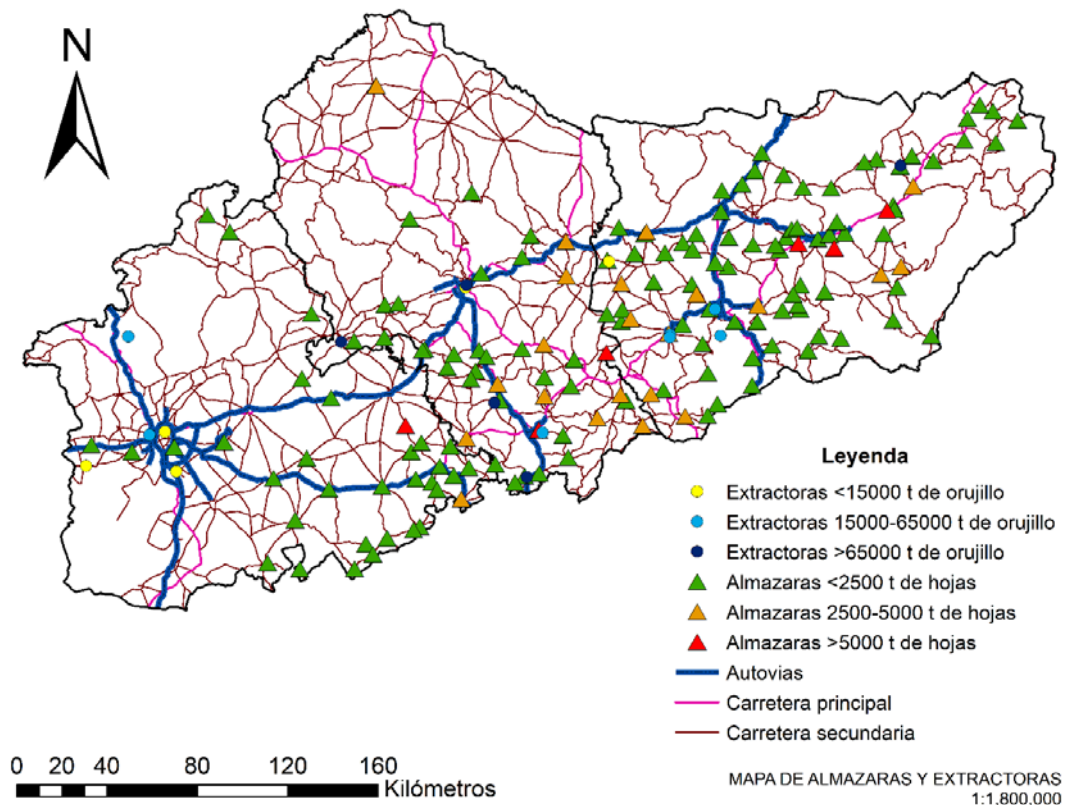 N
Leyenda
Extractoras <15000 t de orujillo
Extractoras 15000-65000 t de orujillo
Extractoras >65000 t de orujillo
Almazaras <2500 t de hojas
Almazaras 2500-5000 t de hojas
Almazaras >5000 t de hojas
Autovias
Carretera principal
Carretera secundaria
0 20 40 80 120 160
Kilómetros
MAPA DE ALMAZARAS Y EXTRACTORAS
1:1.800.000